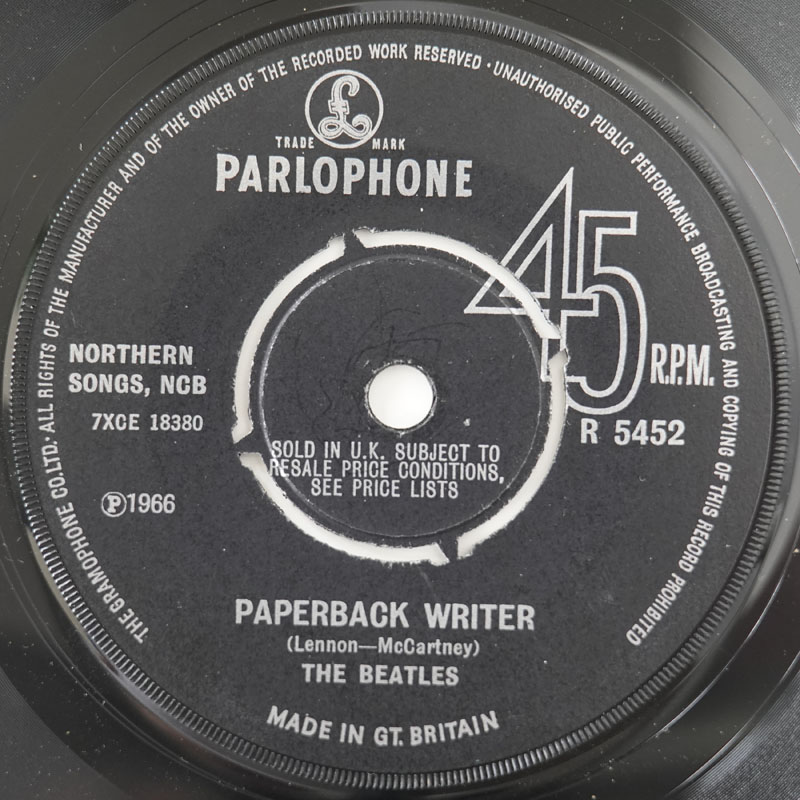 THE GRAMOPHONE CO.LTD. · ALL RIGHTS OF THE MANUFACTURER AND OF THE OWNER OF THE RECORDED WORK RESERVED · UNAUTHORISED PUBLIC PERFORMANCE BROADCASTING AND COPYING OF THIS RECORD PROHIBITED
£
TRADE MARK
PARLOPHONE
45
R.P.M.
NORTHERN
SONGS, NCB
7XCE 18380
R 5452
SOLD IN U.K. SUBJECT TO
RESALE PRICE CONDITIONS,
SEE PRICE LISTS
Ⓟ1966
PAPERBACK WRITER
(Lennon—McCartney)
THE BEATLES
MADE IN GT. BRITAIN